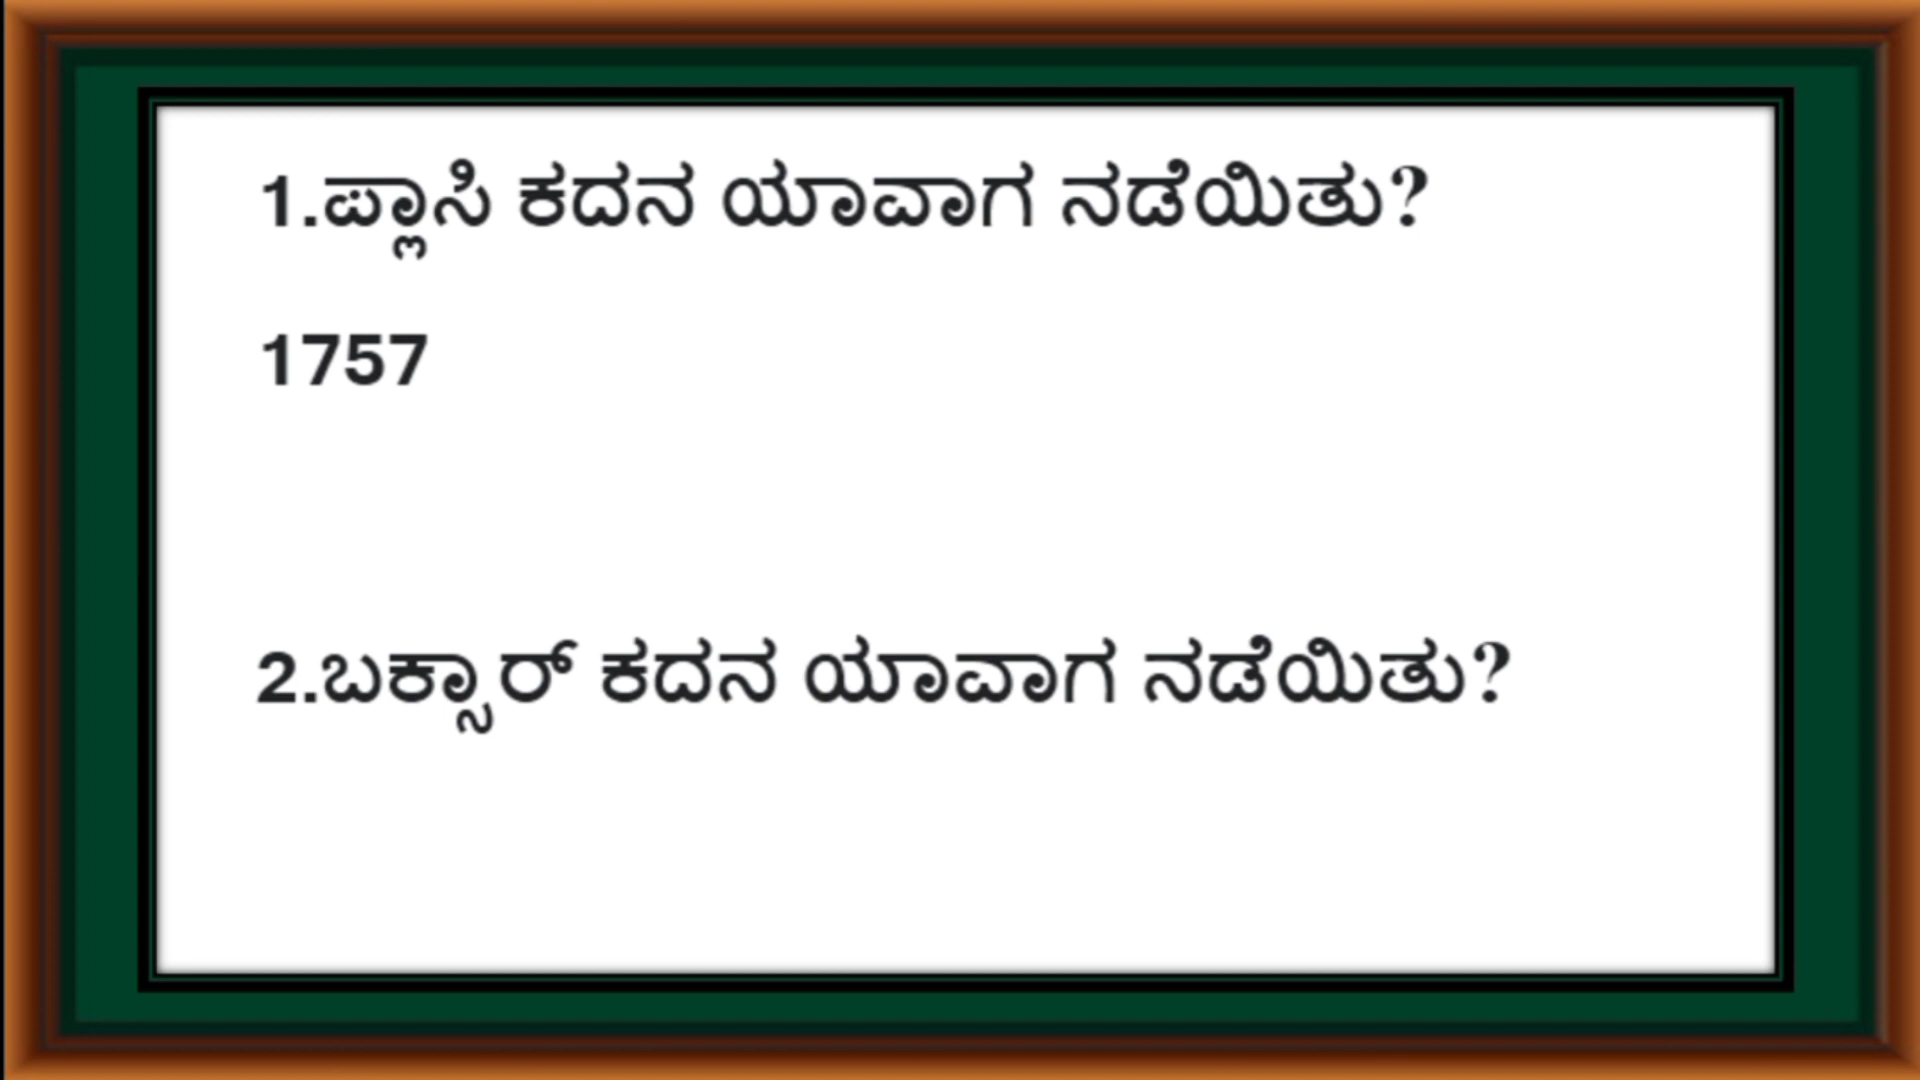 1.ಪ್ಲಾಸಿ ಕದನ ಯಾವಾಗ ನಡೆಯಿತು?
1757
2.ಬಕ್ಸಾರ್ ಕದನ ಯಾವಾಗ ನಡೆಯಿತು?